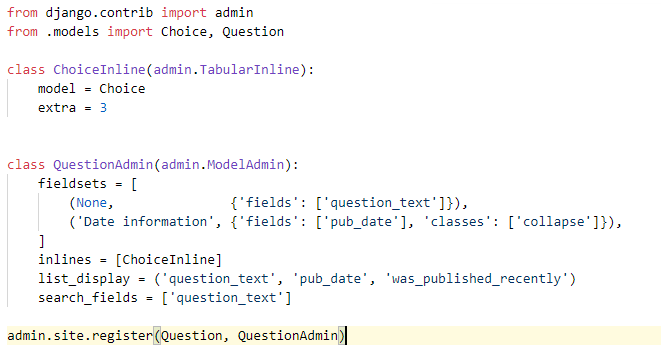 from django.contrib import admin
from .models import Choice, Question

class ChoiceInline(admin.TabularInline):
    model = Choice
    extra = 3


class QuestionAdmin(admin.ModelAdmin):
    fieldsets = [
        (None,               {'fields': ['question_text']}),
        ('Date information', {'fields': ['pub_date'], 'classes': ['collapse']}),
    ]
    inlines = [ChoiceInline]
    list_display = ('question_text', 'pub_date', 'was_published_recently')
    search_fields = ['question_text']

admin.site.register(Question, QuestionAdmin)